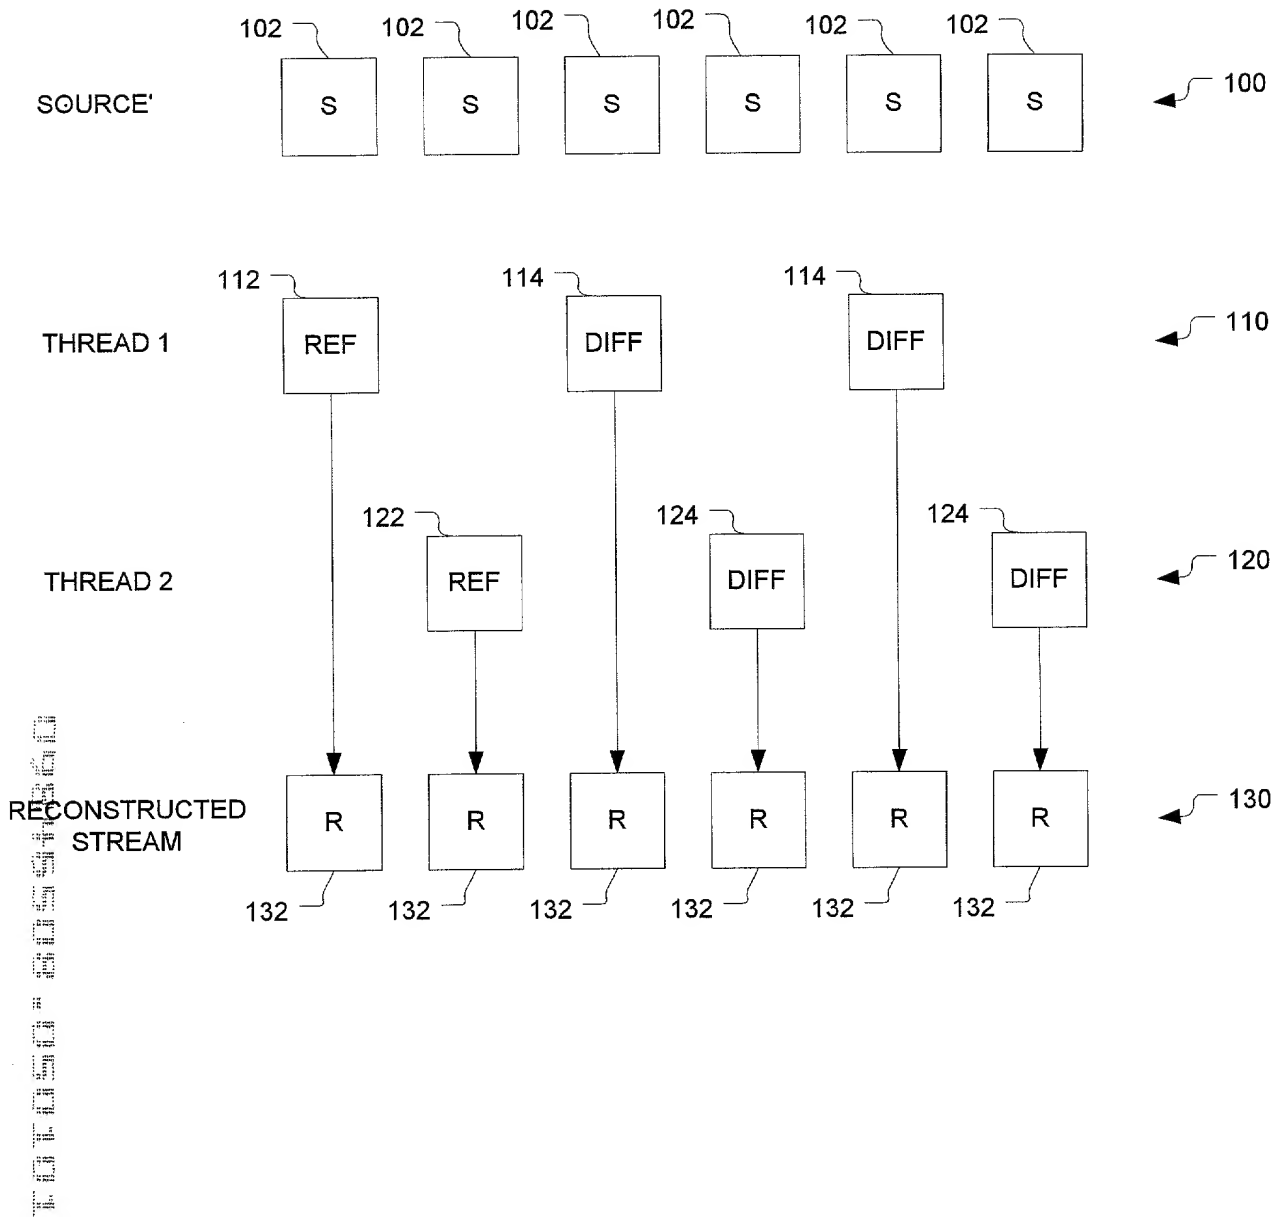 102 102 102 102 102 102
SOURCE' S S S S S S 100
112 114 114
THREAD 1 REF DIFF DIFF 110
122 124 124
THREAD 2 REF DIFF DIFF 120
RECONSTRUCTED
STREAM
R R R R R R 130
132 132 132 132 132 132